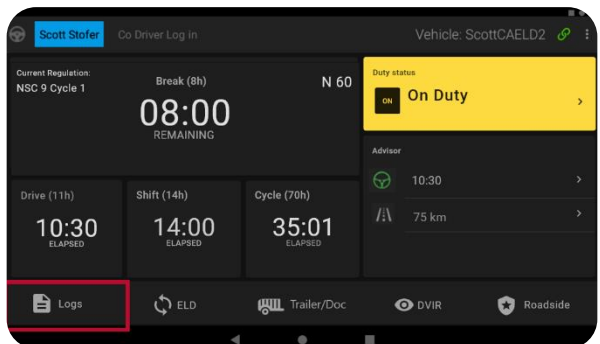 Scott Stofer
Co Driver Log in
Vehicle: ScottCAELD2
Current Regulation:
NSC 9 Cycle 1
Break (8h)
N 60
08:00
REMAINING
Duty status
ON
On Duty
Advisor
10:30
75 km
Drive (11h)
10:30
ELAPSED
Shift (14h)
14:00
ELAPSED
Cycle (70h)
35:01
ELAPSED
Logs
ELD
Trailer/Doc
DVIR
Roadside